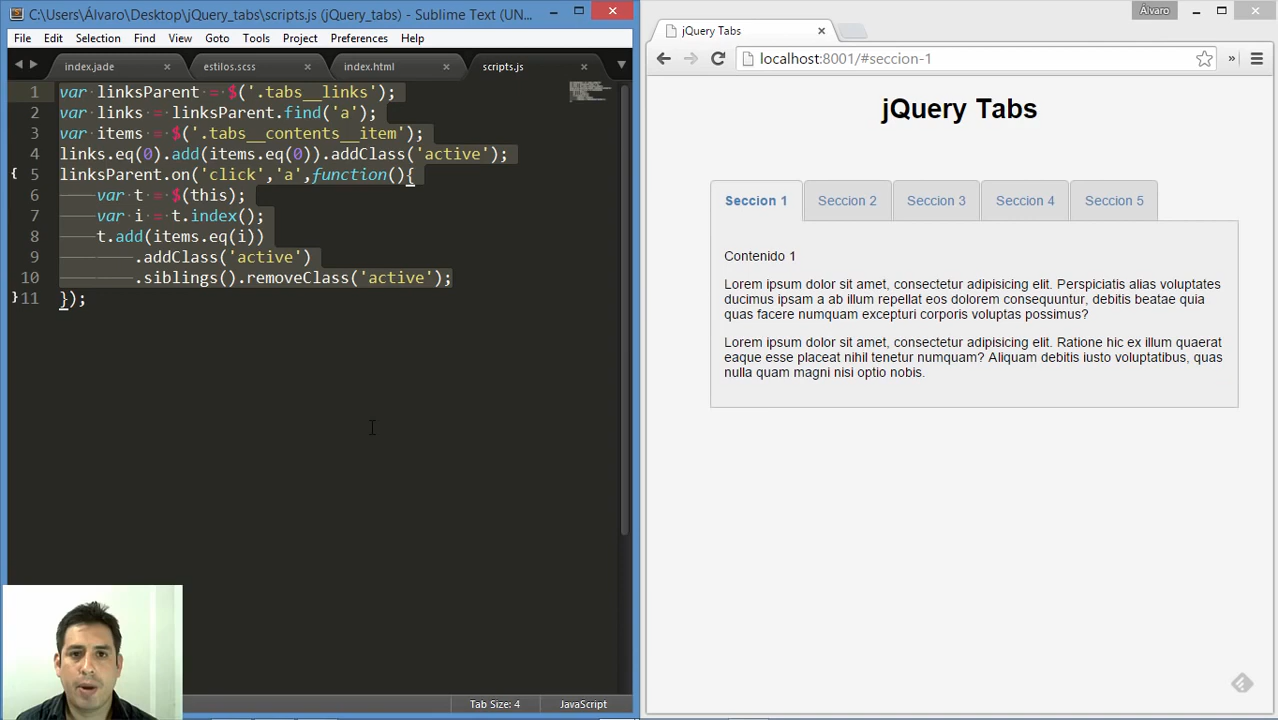 C:\Users\Álvaro\Desktop\jQuery_tabs\scripts.js (jQuery_tabs) - Sublime Text (UN...
File Edit Selection Find View Goto Tools Project Preferences Help
index.jade
estilos.scss
index.html
scripts.js
1 var linksParent = $('.tabs__links');
2 var links = linksParent.find('a');
3 var items = $('.tabs__contents__item');
4 links.eq(0).add(items.eq(0)).addClass('active');
5 linksParent.on('click','a',function(){
6 var t = $(this);
7 var i = t.index();
8 t.add(items.eq(i))
9 .addClass('active')
10 .siblings().removeClass('active');
11 });
Tab Size: 4 JavaScript
Álvaro
jQuery Tabs
localhost:8001/#seccion-1
jQuery Tabs
Seccion 1 Seccion 2 Seccion 3 Seccion 4 Seccion 5
Contenido 1
Lorem ipsum dolor sit amet, consectetur adipisicing elit. Perspiciatis alias voluptates
ducimus ipsam a ab illum repellat eos dolorem consequuntur, debitis beatae quia
quas facere numquam excepturi corporis voluptas possimus?
Lorem ipsum dolor sit amet, consectetur adipisicing elit. Ratione hic ex illum quaerat
eaque esse placeat nihil tenetur numquam? Aliquam debitis iusto voluptatibus, quas
nulla quam magni nisi optio nobis.